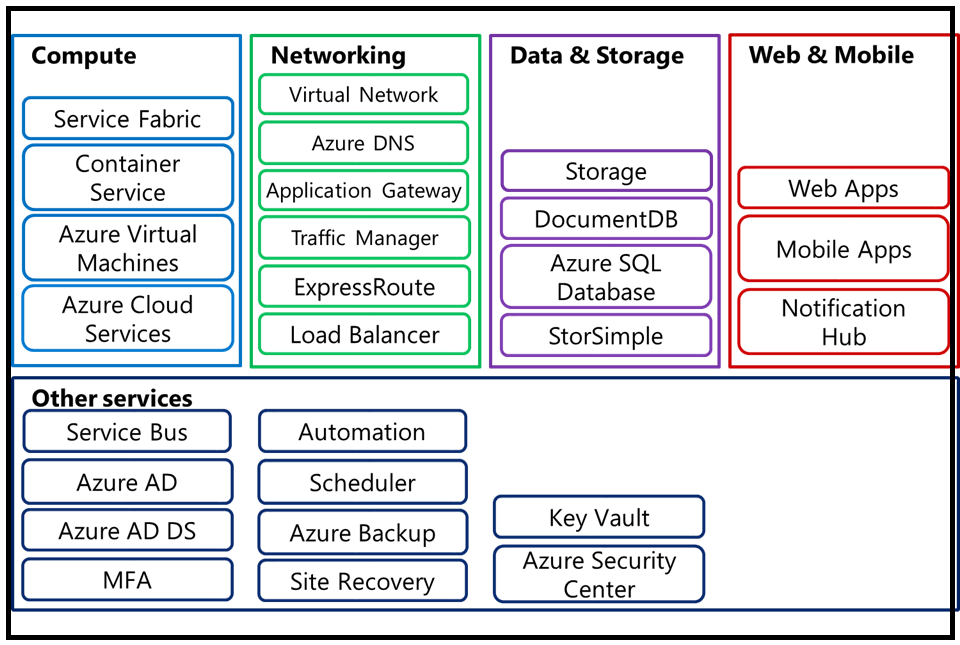 Compute
Service Fabric
Container
Service
Azure Virtual
Machines
Azure Cloud
Services
Networking
Virtual Network
Azure DNS
Application Gateway
Traffic Manager
ExpressRoute
Load Balancer
Data & Storage
Storage
DocumentDB
Azure SQL
Database
StorSimple
Web & Mobile
Web Apps
Mobile Apps
Notification
Hub
Other services
Service Bus
Azure AD
Azure AD DS
MFA
Automation
Scheduler
Azure Backup
Site Recovery
Key Vault
Azure Security
Center